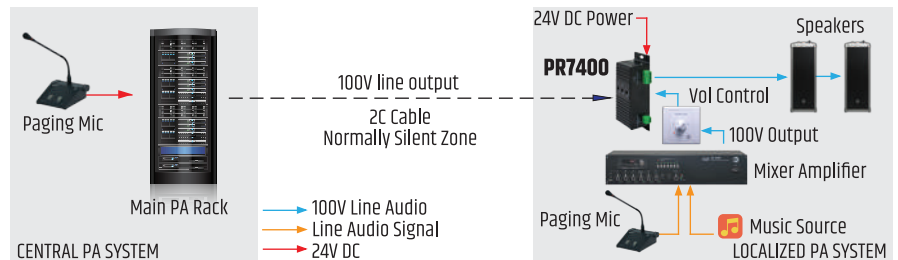 24V DC Power
Speakers
PR7400
100V line output
Vol Control
Paging Mic
2C Cable
Normally Silent Zone
100V Output
Mixer Amplifier
Main PA Rack
100V Line Audio
Line Audio Signal
24V DC
Paging Mic
Music Source
CENTRAL PA SYSTEM
LOCALIZED PA SYSTEM